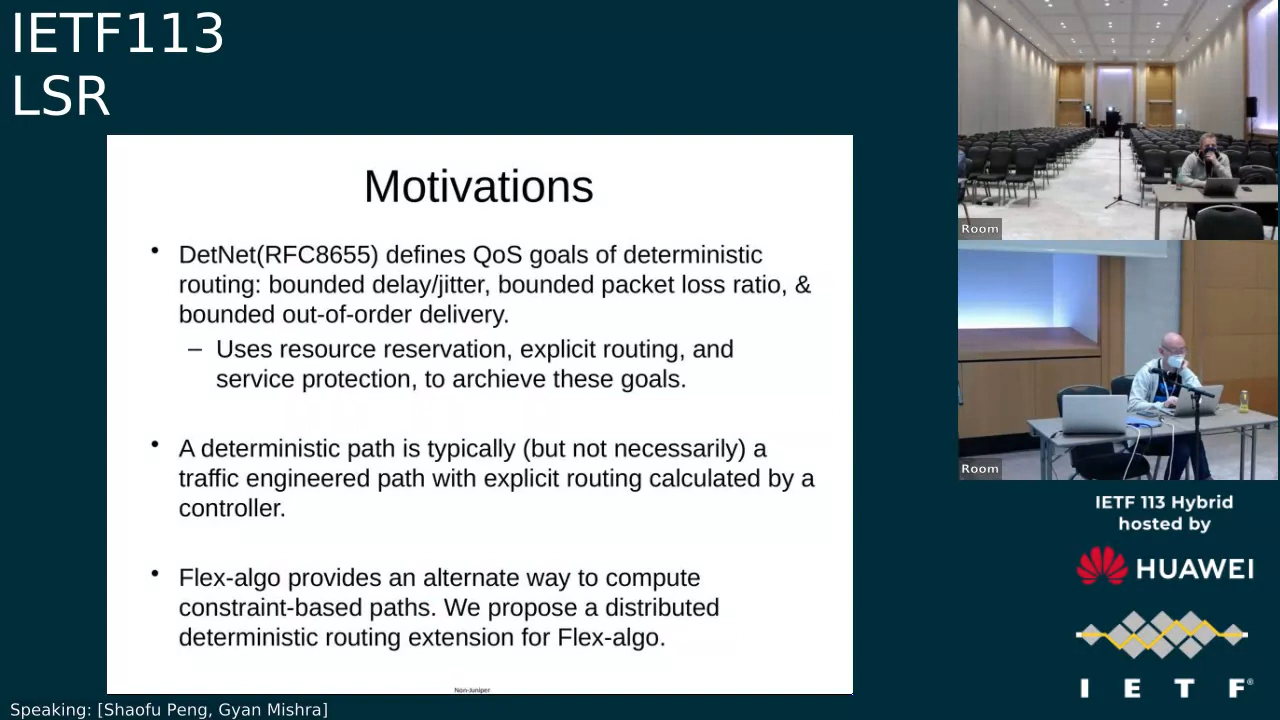 IETF113
LSR
Motivations
• DetNet(RFC8655) defines QoS goals of deterministic
routing: bounded delay/jitter, bounded packet loss ratio, &
bounded out-of-order delivery.
– Uses resource reservation, explicit routing, and
service protection, to archieve these goals.
• A deterministic path is typically (but not necessarily) a
traffic engineered path with explicit routing calculated by a
controller.
• Flex-algo provides an alternate way to compute
constraint-based paths. We propose a distributed
deterministic routing extension for Flex-algo.
Non-Juniper
Room
Room
IETF 113 Hybrid
hosted by
HUAWEI
I E T F®
Speaking: [Shaofu Peng, Gyan Mishra]